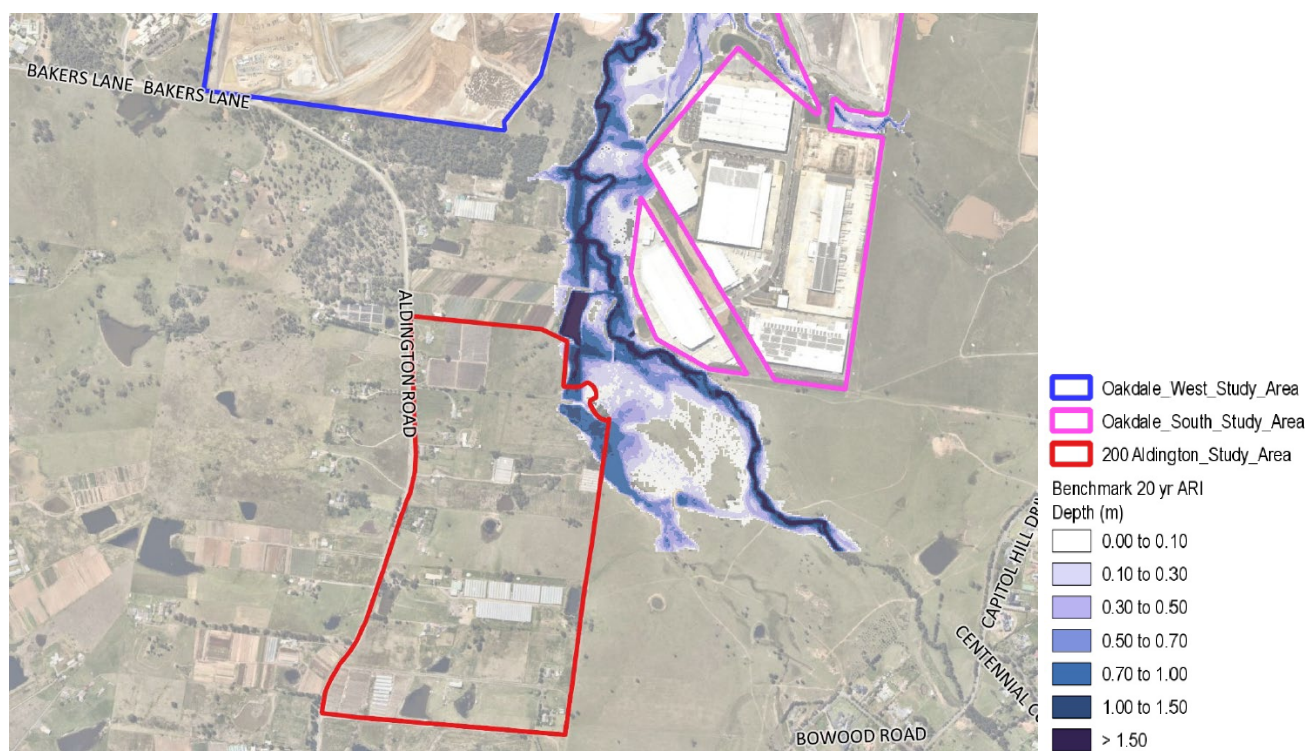 BAKERS LANE BAKERS LANE
ALDINGTON ROAD
CAPITOL HILL DRI
CENTENNIAL CO
BOWOOD ROAD
Oakdale_West_Study_Area
Oakdale_South_Study_Area
200 Aldington_Study_Area
Benchmark 20 yr ARI
Depth (m)
0.00 to 0.10
0.10 to 0.30
0.30 to 0.50
0.50 to 0.70
0.70 to 1.00
1.00 to 1.50
> 1.50